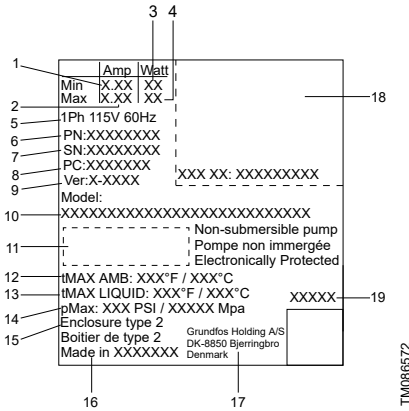 3 4
1 Amp Watt
Min X.XX XX
Max X.XX XX
2
5 1Ph 115V 60Hz
18
6 PN:XXXXXXXX
7 SN:XXXXXXXX
8 PC:XXXXXXX
XXX XX: XXXXXXXXX
9 Ver:X-XXXX
Model:
10 XXXXXXXXXXXXXXXXXXXXXXXXXXX
11
Non-submersible pump
Pompe non immergée
Electronically Protected
12 tMAX AMB: XXX°F / XXX°C
13 tMAX LIQUID: XXX°F / XXX°C
XXXXX 19
14 pMax: XXX PSI / XXXXX Mpa
15 Enclosure type 2
Boitier de type 2
Made in XXXXXXX
Grundfos Holding A/S
DK-8850 Bjerringbro
Denmark
16 17
TM086572